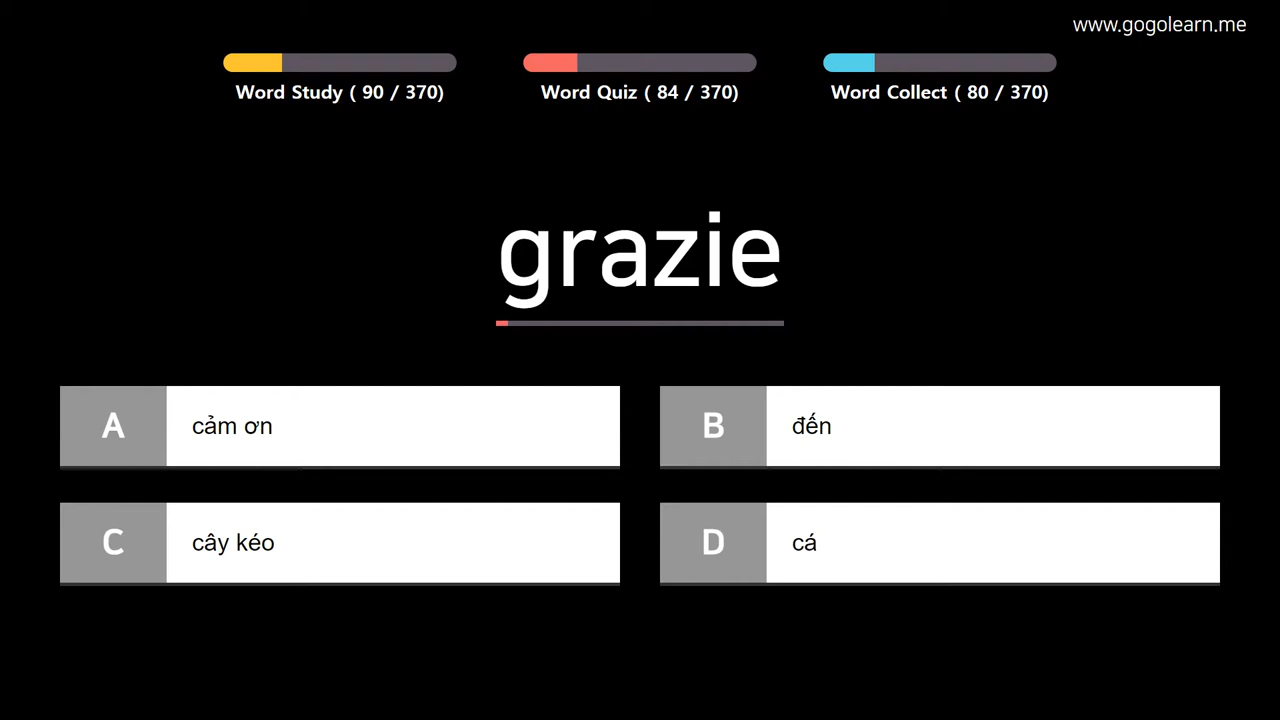 www.gogolearn.me
Word Study ( 90 / 370)
Word Quiz ( 84 / 370)
Word Collect ( 80 / 370)
grazie
A cảm ơn
B đến
C cây kéo
D cá